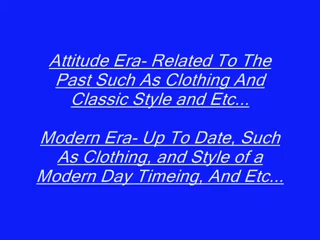 Attitude Era- Related To The
Past Such As Clothing And
Classic Style and Etc...
Modern Era- Up To Date, Such
As Clothing, and Style of a
Modern Day Timeing, And Etc...